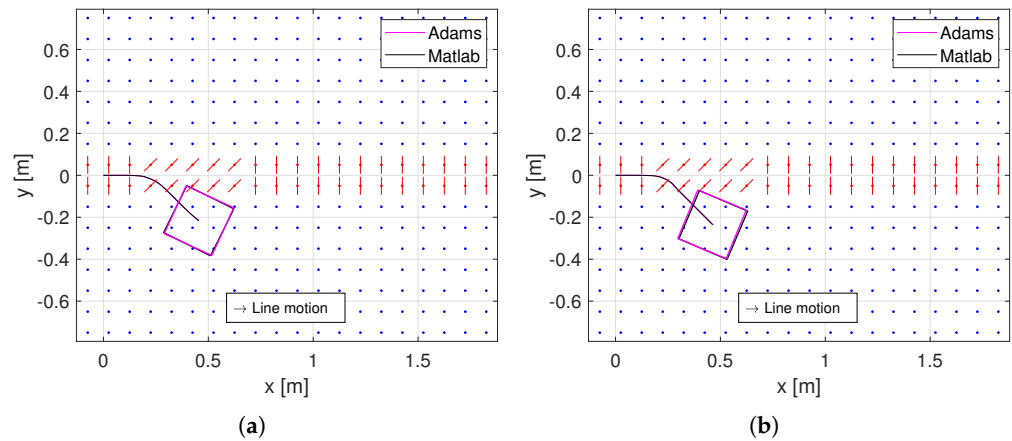 Adams
Matlab
0.6
0.4
0.2
0
-0.2
-0.4
-0.6
y [m]
→ Line motion
0 0.5 1 1.5
x [m]
(a)
Adams
Matlab
0.6
0.4
0.2
0
-0.2
-0.4
-0.6
y [m]
→ Line motion
0 0.5 1 1.5
x [m]
(b)